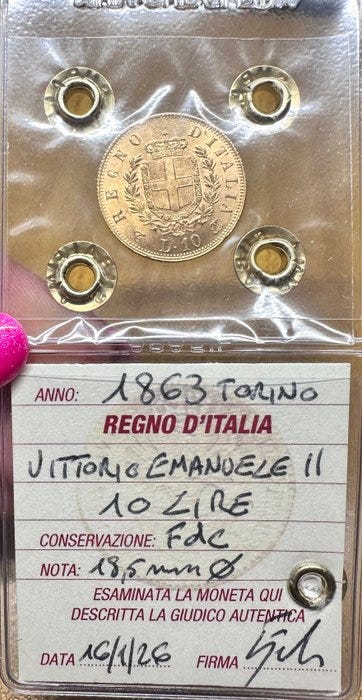 REGNO D'ITALIA
L. 10
ANNO: 1863 TORINO
REGNO D'ITALIA
VITTORIO EMANUELE II
10 LIRE
CONSERVAZIONE: FdC
NOTA: 18,5 mm Ø
ESAMINATA LA MONETA QUI
DESCRITTA LA GIUDICO AUTENTICA
DATA 16/1/26 FIRMA